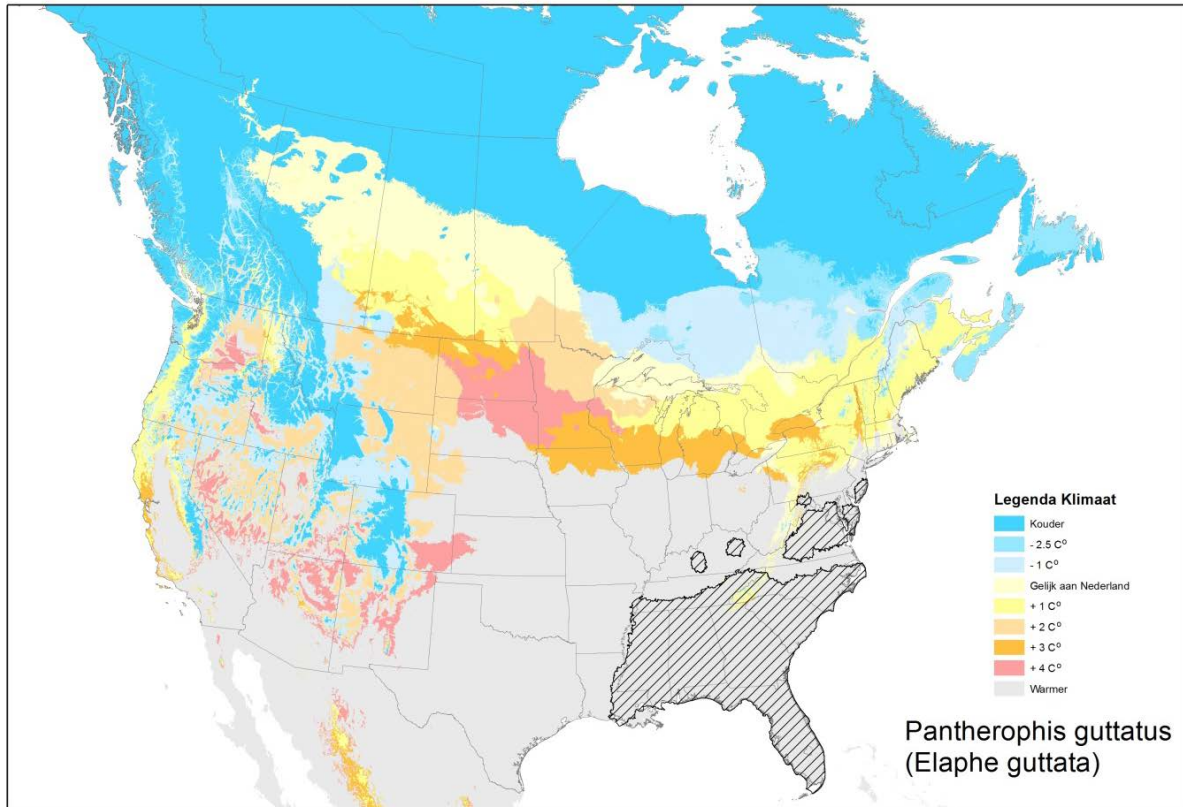 Legenda Klimaat
Kouder
- 2.5 C⁰
- 1 C⁰
Gelijk aan Nederland
+ 1 C⁰
+ 2 C⁰
+ 3 C⁰
+ 4 C⁰
Warmer
Pantherophis guttatus
(Elaphe guttata)